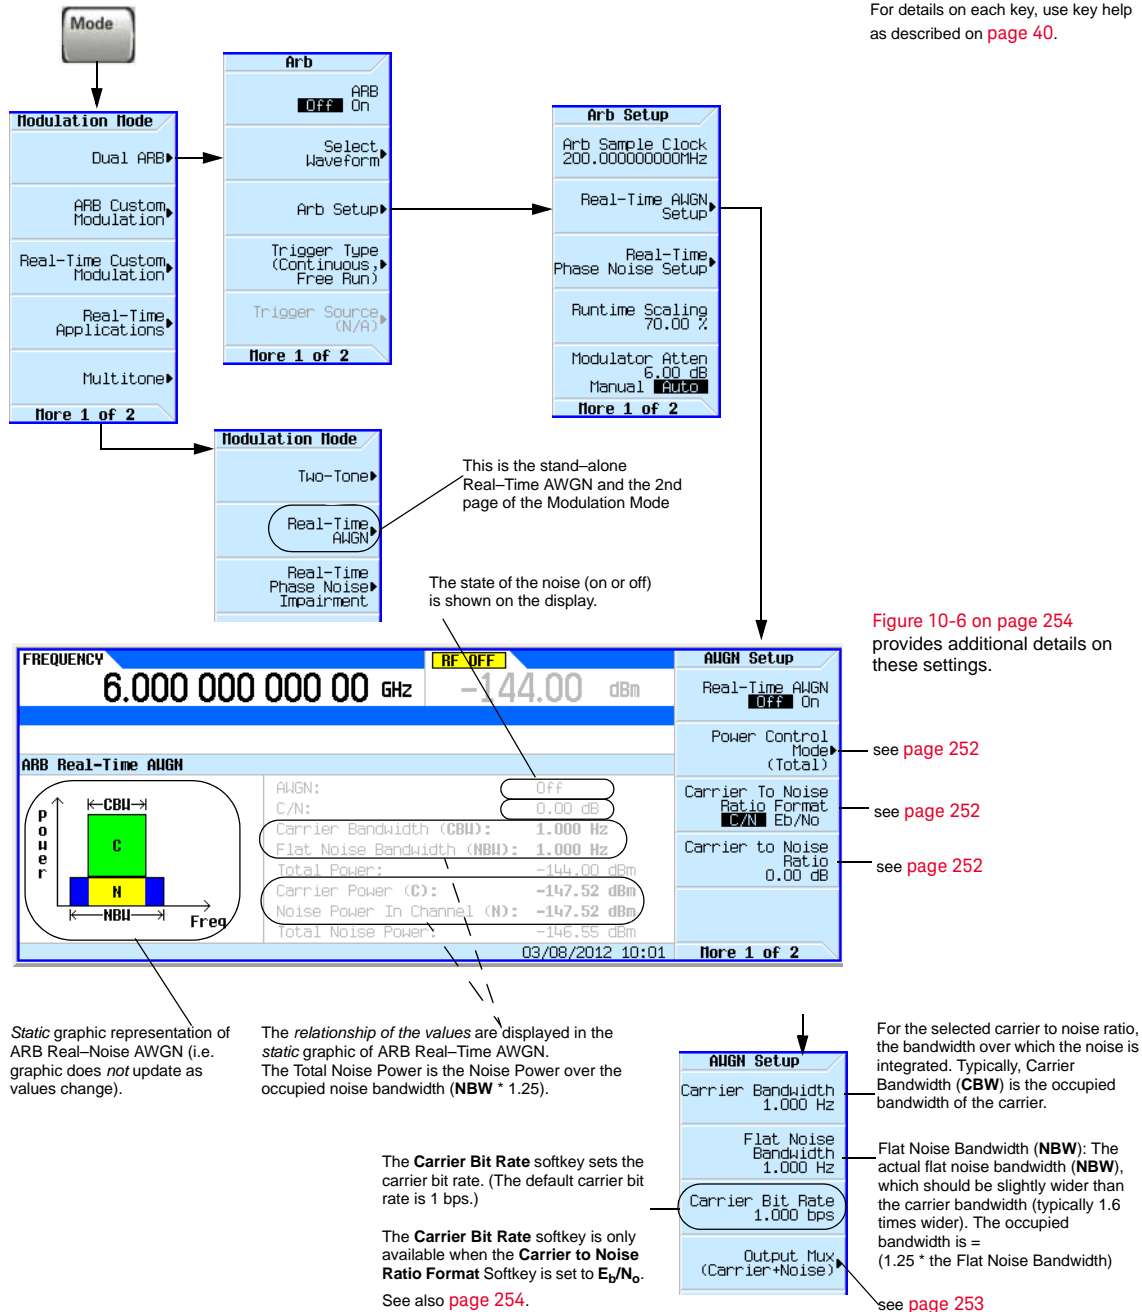 For details on each key, use key help
as described on page 40.
Mode
Modulation Mode
Dual ARB
ARB Custom
Modulation
Real-Time Custom
Modulation
Real-Time
Applications
Multitone
More 1 of 2
Arb
ARB
Off On
Select
Waveform
Arb Setup
Trigger Type
(Continuous,
Free Run)
Trigger Source
(N/A)
More 1 of 2
Arb Setup
Arb Sample Clock
200.000000000MHz
Real-Time AWGN
Setup
Real-Time
Phase Noise Setup
Runtime Scaling
70.00 %
Modulator Atten
6.00 dB
Manual Auto
More 1 of 2
Modulation Mode
Two-Tone
Real-Time
AWGN
Real-Time
Phase Noise
Impairment
This is the stand–alone
Real–Time AWGN and the 2nd
page of the Modulation Mode
The state of the noise (on or off)
is shown on the display.
Figure 10-6 on page 254
provides additional details on
these settings.
FREQUENCY
6.000 000 000 00 GHz
RF OFF
-144.00 dBm
ARB Real-Time AWGN
Power
CBW
C
N
NBW
Freq
AWGN: Off
C/N: 0.00 dB
Carrier Bandwidth (CBW): 1.000 Hz
Flat Noise Bandwidth (NBW): 1.000 Hz
Total Power: -144.00 dBm
Carrier Power (C): -147.52 dBm
Noise Power In Channel (N): -147.52 dBm
Total Noise Power: -146.55 dBm
03/08/2012 10:01
AWGN Setup
Real-Time AWGN
Off On
Power Control
Mode
(Total)
Carrier To Noise
Ratio Format
C/N Eb/No
Carrier to Noise
Ratio
0.00 dB
More 1 of 2
see page 252
see page 252
see page 252
Static graphic representation of
ARB Real–Noise AWGN (i.e.
graphic does not update as
values change).
The relationship of the values are displayed in the
static graphic of ARB Real–Time AWGN.
The Total Noise Power is the Noise Power over the
occupied noise bandwidth (NBW * 1.25).
The Carrier Bit Rate softkey sets the
carrier bit rate. (The default carrier bit
rate is 1 bps.)
The Carrier Bit Rate softkey is only
available when the Carrier to Noise
Ratio Format Softkey is set to Eb/No.
See also page 254.
AWGN Setup
Carrier Bandwidth
1.000 Hz
Flat Noise
Bandwidth
1.000 Hz
Carrier Bit Rate
1.000 bps
Output Mux
(Carrier+Noise)
For the selected carrier to noise ratio,
the bandwidth over which the noise is
integrated. Typically, Carrier
Bandwidth (CBW) is the occupied
bandwidth of the carrier.
Flat Noise Bandwidth (NBW): The
actual flat noise bandwidth (NBW),
which should be slightly wider than
the carrier bandwidth (typically 1.6
times wider). The occupied
bandwidth is =
(1.25 * the Flat Noise Bandwidth)
see page 253